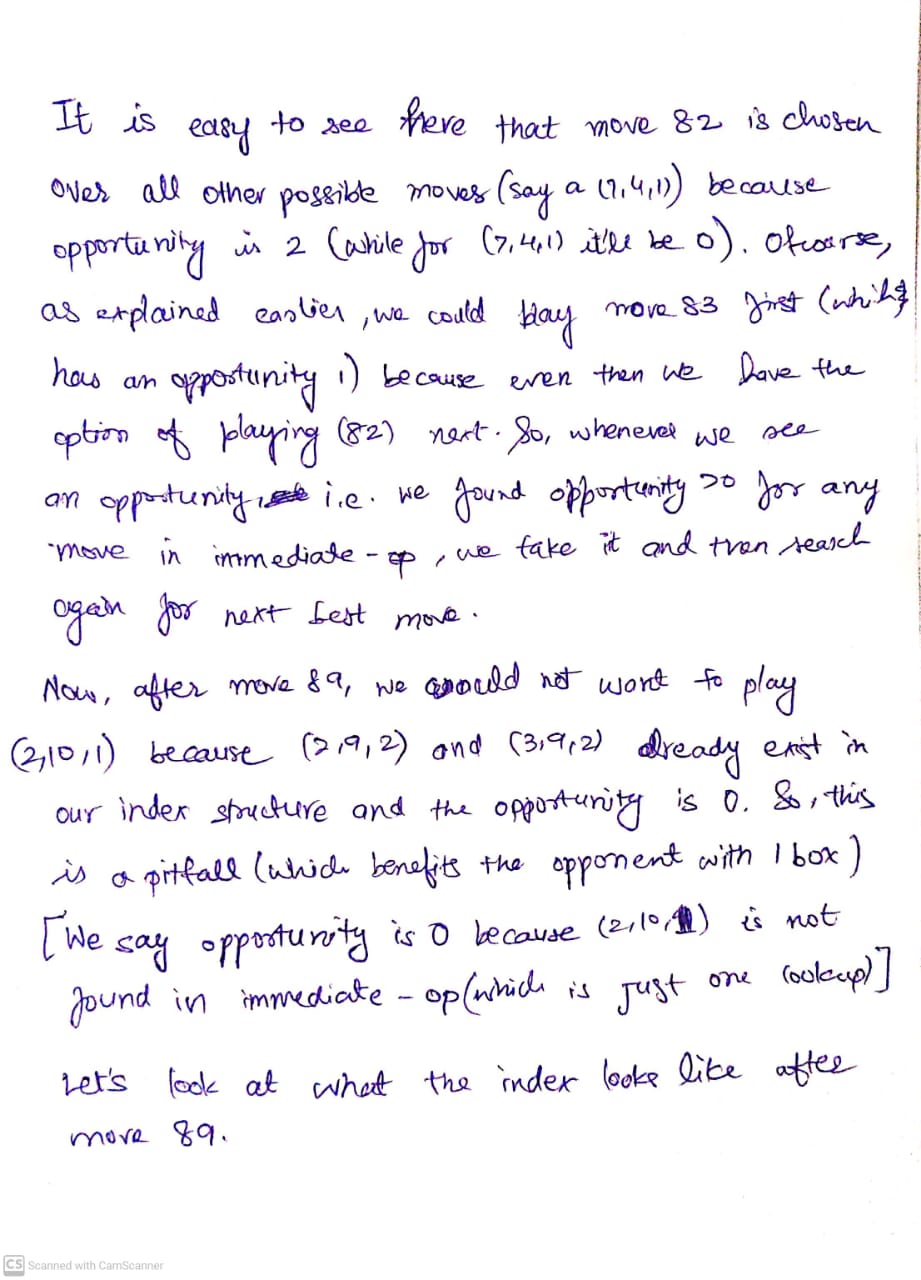 It is easy to see here that move 82 is chosen
over all other possible moves (say a (7,4,1)) because
opportunity is 2 (while for (7,4,1) it'll be 0). Ofcourse,
as explained earlier, we could play move 83 first (which
has an opportunity 1) because even then we have the
option of playing (82) next. So, whenever we see
an opportunity, i.e. we found opportunity >0 for any
move in immediate-op, we take it and then search
again for next best move.
Now, after move 89, we would not want to play
(2,10,1) because (2,9,2) and (3,9,2) already exist in
our index structure and the opportunity is 0. So, this
is a pitfall (which benefits the opponent with 1 box)
[We say opportunity is 0 because (2,10,1) is not
found in immediate-op (which is just one lookup)]
Let's look at what the index looks like after
move 89.
CS Scanned with CamScanner